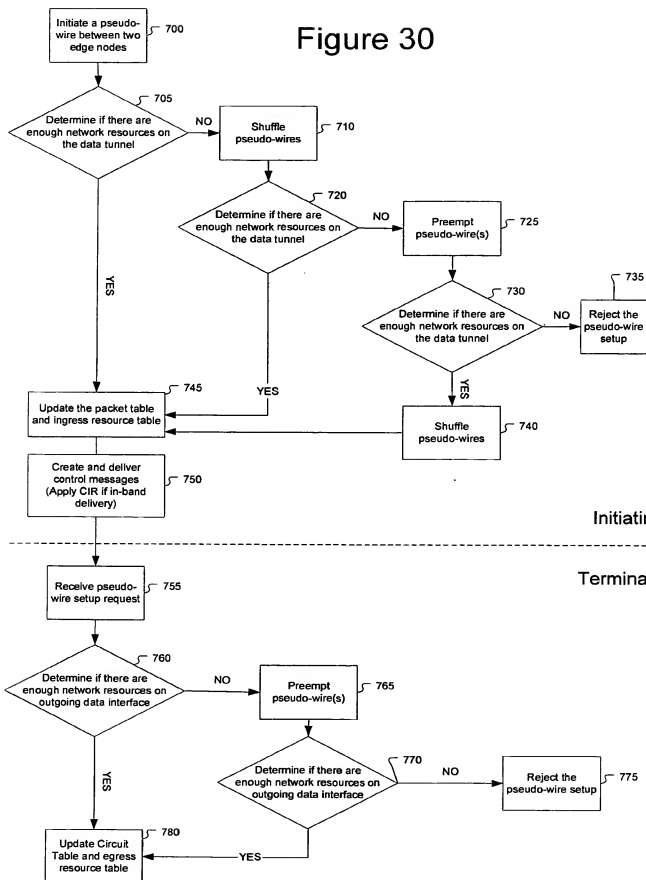 Figure 30
Initiate a pseudo-
wire between two
edge nodes
700
705
Determine if there are
enough network resources on
the data tunnel
NO
Shuffle
pseudo-wires
710
YES
720
Determine if there are
enough network resources on
the data tunnel
NO
Preempt
pseudo-wire(s)
725
YES
730
Determine if there are
enough network resources on
the data tunnel
NO
735
Reject the
pseudo-wire
setup
YES
Shuffle
pseudo-wires
740
745
Update the packet table
and ingress resource table
Create and deliver
control messages
(Apply CIR if in-band
delivery)
750
Initiatin
Termina
Receive pseudo-
wire setup request
755
760
Determine if there are
enough network resources on
outgoing data interface
NO
Preempt
pseudo-wire(s)
765
YES
770
Determine if there are
enough network resources on
outgoing data interface
NO
Reject the
pseudo-wire setup
775
YES
780
Update Circuit
Table and egress
resource table